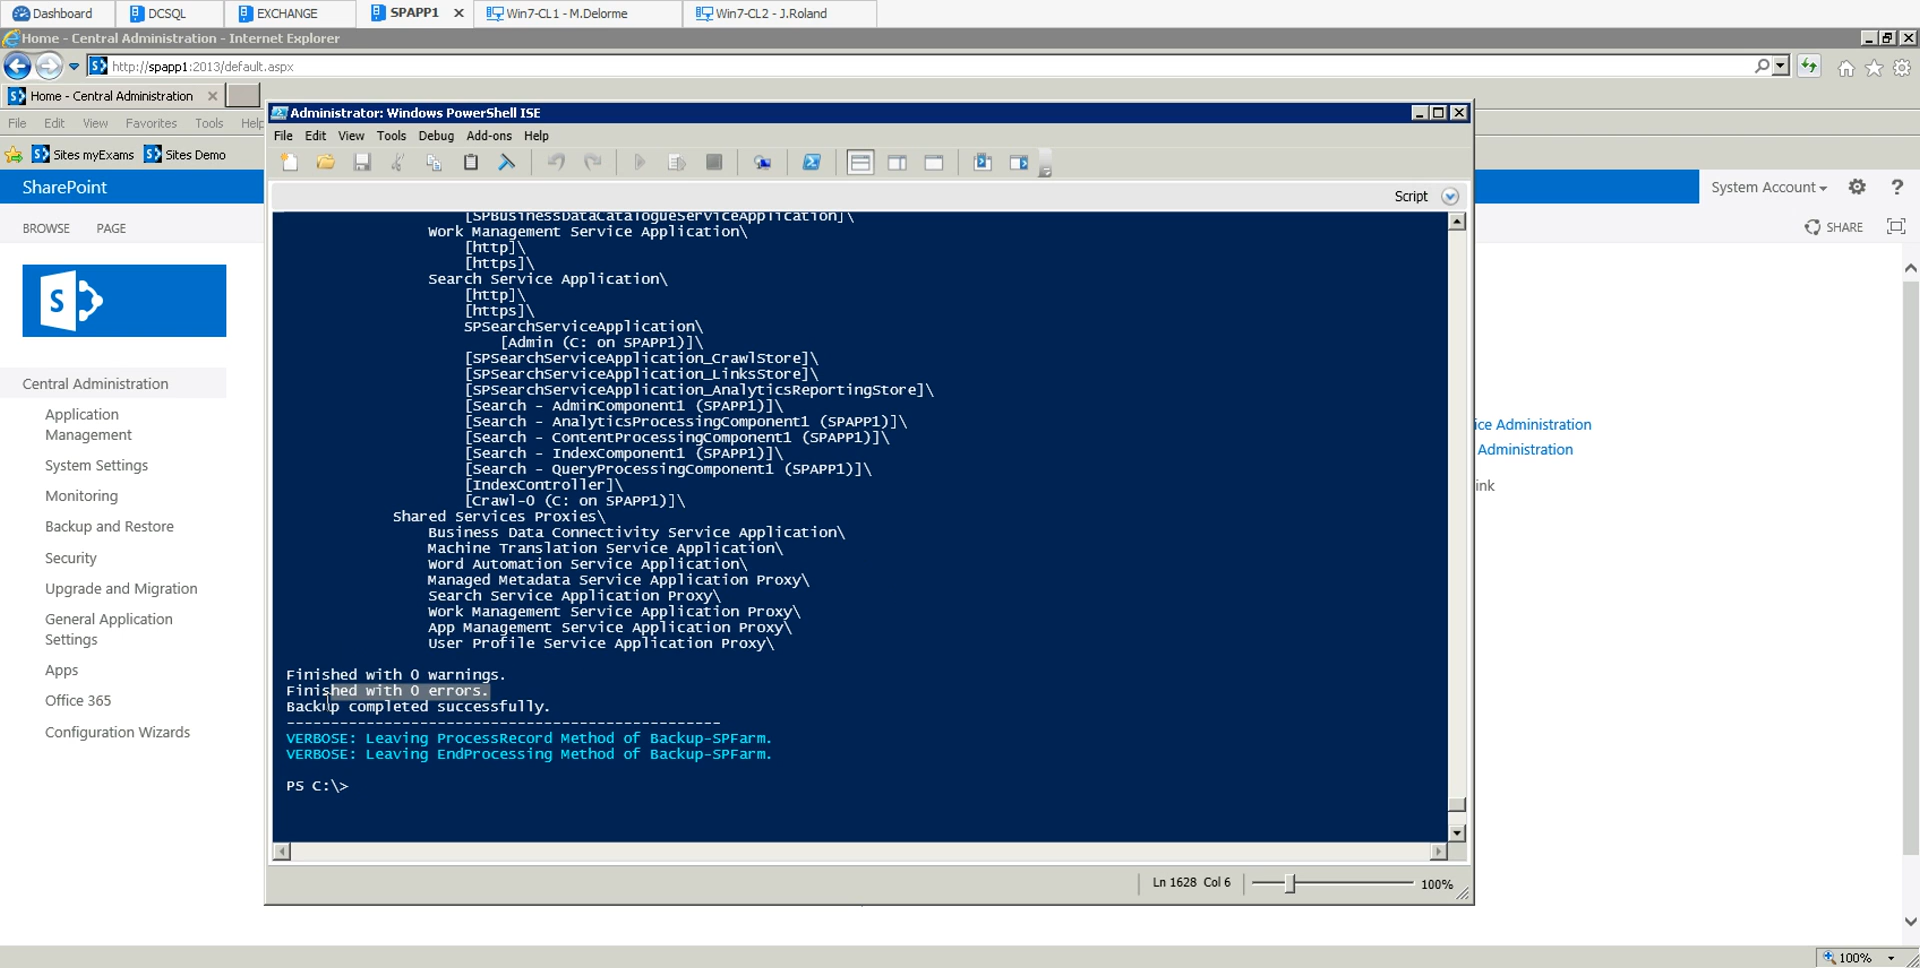 Dashboard
DCSQL
EXCHANGE
SPAPP1
Win7-CL1 - M.Delorme
Win7-CL2 - J.Roland
Home - Central Administration - Internet Explorer
http://spapp1:2013/default.aspx
Home - Central Administration
File Edit View Favorites Tools Help
Sites myExams
Sites Demo
SharePoint
System Account
BROWSE
PAGE
SHARE
Central Administration
Application
Management
System Settings
Monitoring
Backup and Restore
Security
Upgrade and Migration
General Application
Settings
Apps
Office 365
Configuration Wizards
Administrator: Windows PowerShell ISE
File Edit View Tools Debug Add-ons Help
Script
[SPBusinessDataCatalogueServiceApplication]\
Work Management Service Application\
[http]\
[https]\
Search Service Application\
[http]\
[https]\
SPSearchServiceApplication\
[Admin (C: on SPAPP1)]\
[SPSearchServiceApplication_CrawlStore]\
[SPSearchServiceApplication_LinksStore]\
[SPSearchServiceApplication_AnalyticsReportingStore]\
[Search - AdminComponent1 (SPAPP1)]\
[Search - AnalyticsProcessingComponent1 (SPAPP1)]\
[Search - ContentProcessingComponent1 (SPAPP1)]\
[Search - IndexComponent1 (SPAPP1)]\
[Search - QueryProcessingComponent1 (SPAPP1)]\
[IndexController]\
[Crawl-0 (C: on SPAPP1)]\
Shared Services Proxies\
Business Data Connectivity Service Application\
Machine Translation Service Application\
Word Automation Service Application\
Managed Metadata Service Application Proxy\
Search Service Application Proxy\
Work Management Service Application Proxy\
App Management Service Application Proxy\
User Profile Service Application Proxy\
Finished with 0 warnings.
Finished with 0 errors.
Backup completed successfully.
------------------------------------------------
VERBOSE: Leaving ProcessRecord Method of Backup-SPFarm.
VERBOSE: Leaving EndProcessing Method of Backup-SPFarm.
PS C:\>
Ln 1628 Col 6
100%
ice Administration
Administration
ink
100%